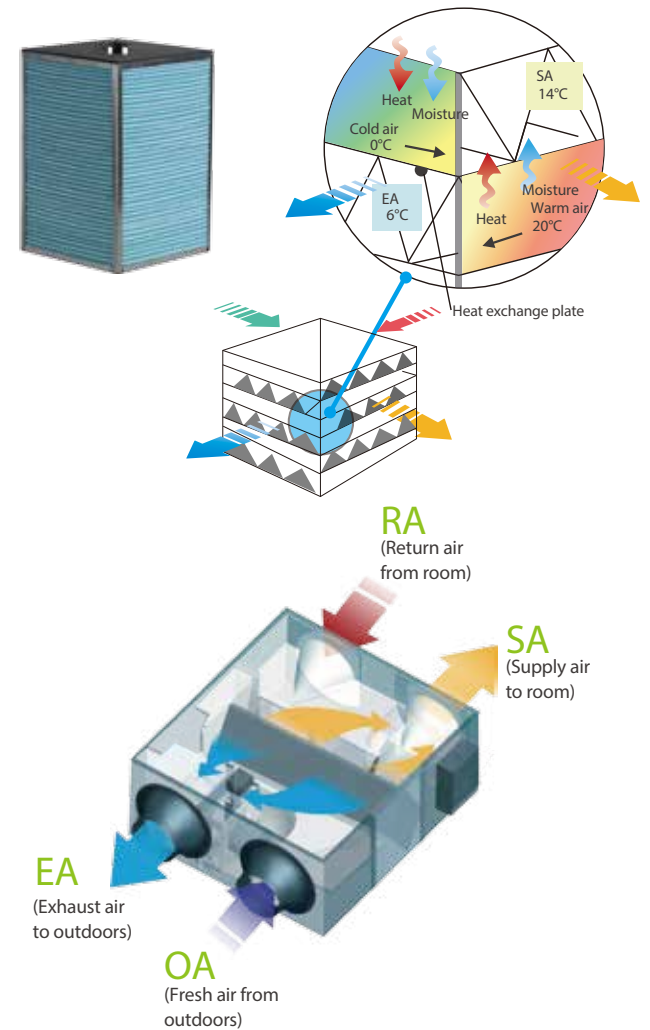 Heat
Moisture
Cold air
0°C
SA
14°C
EA
6°C
Heat
Moisture
Warm air
20°C
Heat exchange plate
RA
(Return air
from room)
SA
(Supply air
to room)
EA
(Exhaust air
to outdoors)
OA
(Fresh air from
outdoors)